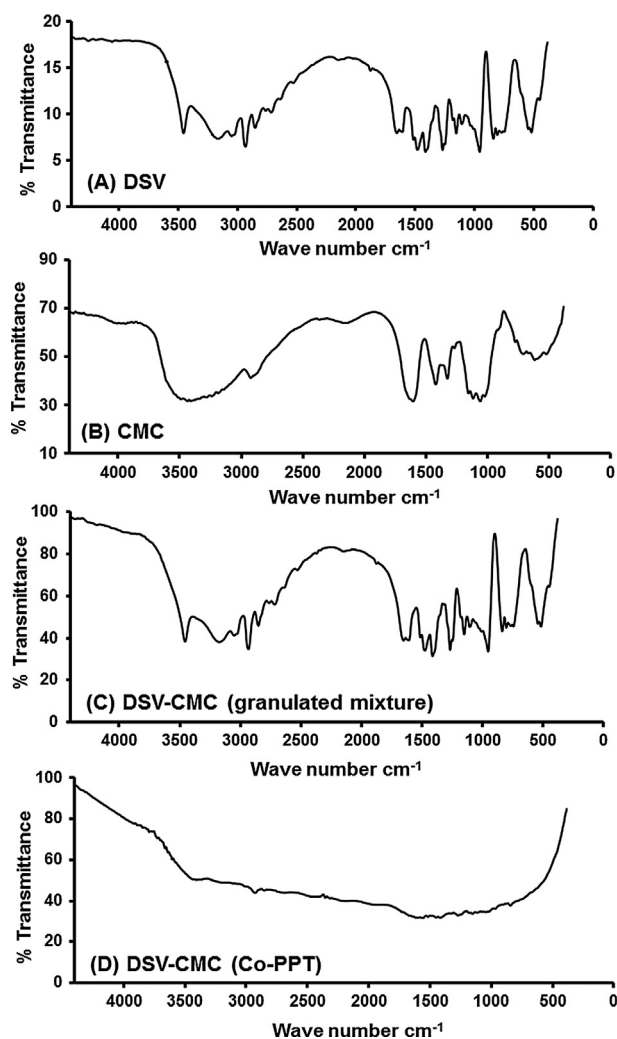 20
15
10
5
0
% Transmittance
(A) DSV
4000 3500 3000 2500 2000 1500 1000 500 0
Wave number cm-1
90
70
50
30
10
% Transmittance
(B) CMC
4000 3500 3000 2500 2000 1500 1000 500 0
Wave number cm-1
100
80
60
40
20
0
% Transmittance
(C) DSV-CMC (granulated mixture)
4000 3500 3000 2500 2000 1500 1000 500 0
Wave number cm-1
100
80
60
40
20
0
% Transmittance
(D) DSV-CMC (Co-PPT)
4000 3500 3000 2500 2000 1500 1000 500 0
Wave number cm-1